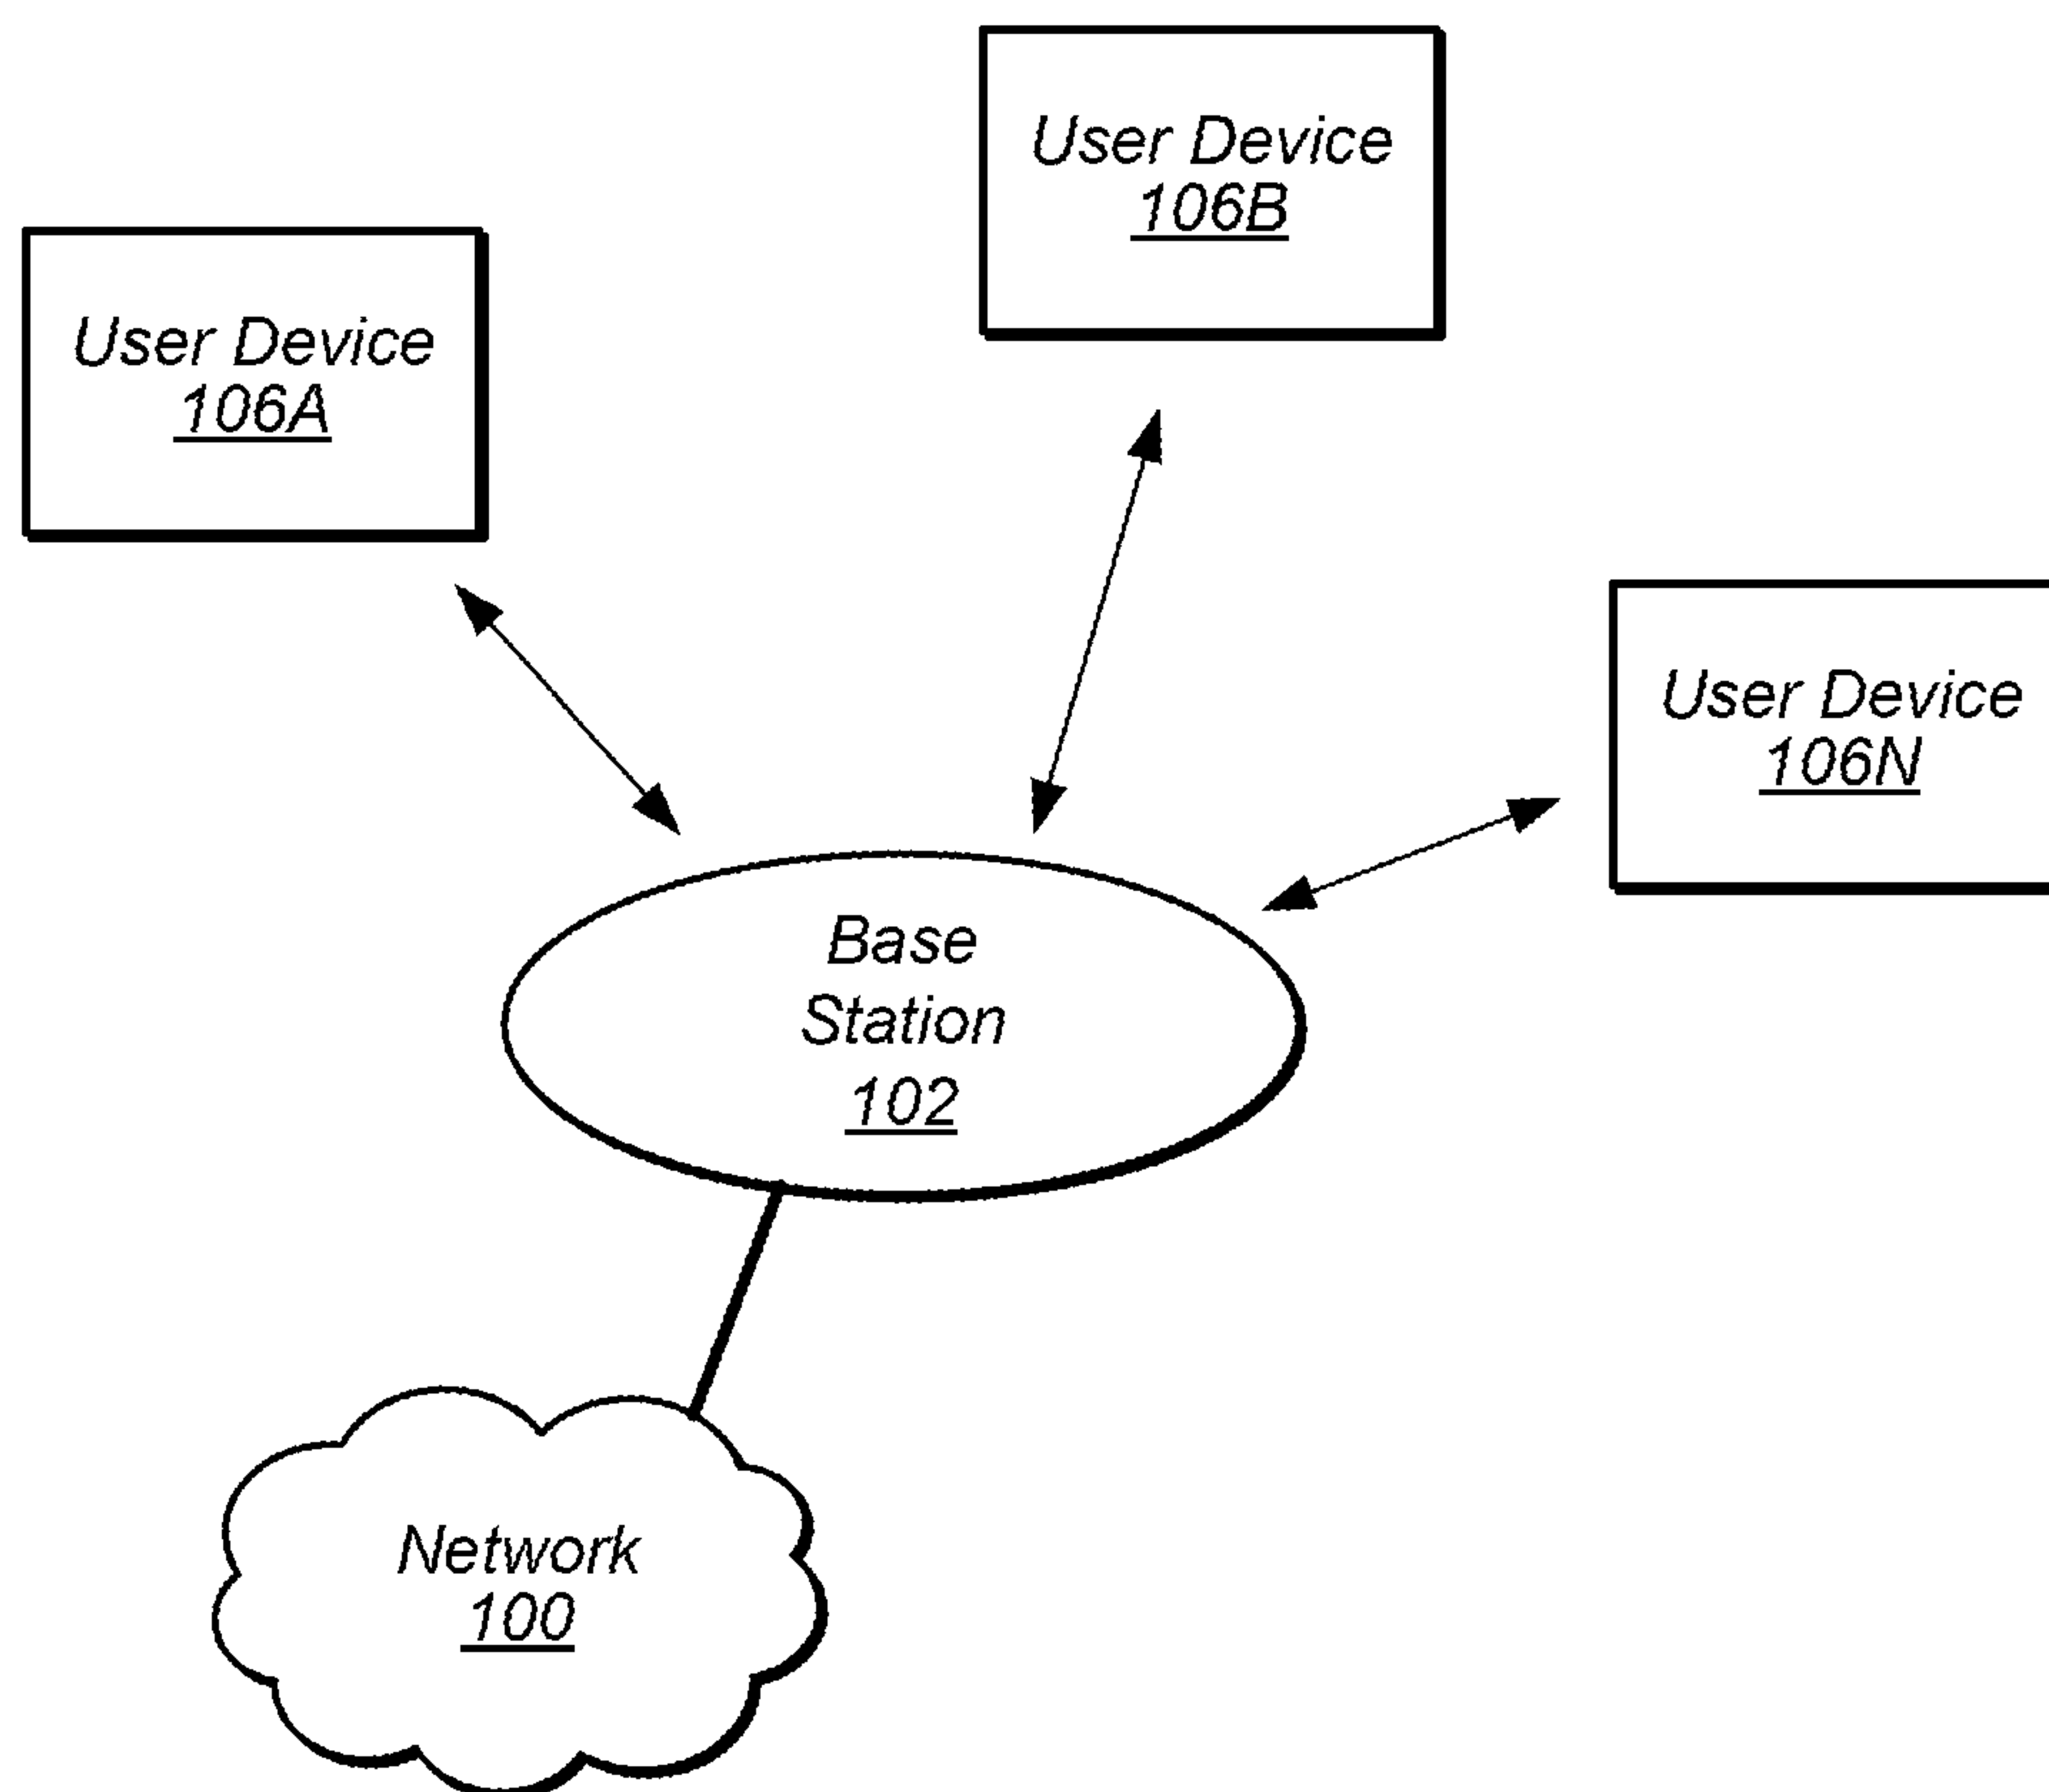 User Device
106B
User Device
106A
User Device
106N
Base
Station
102
Network
100